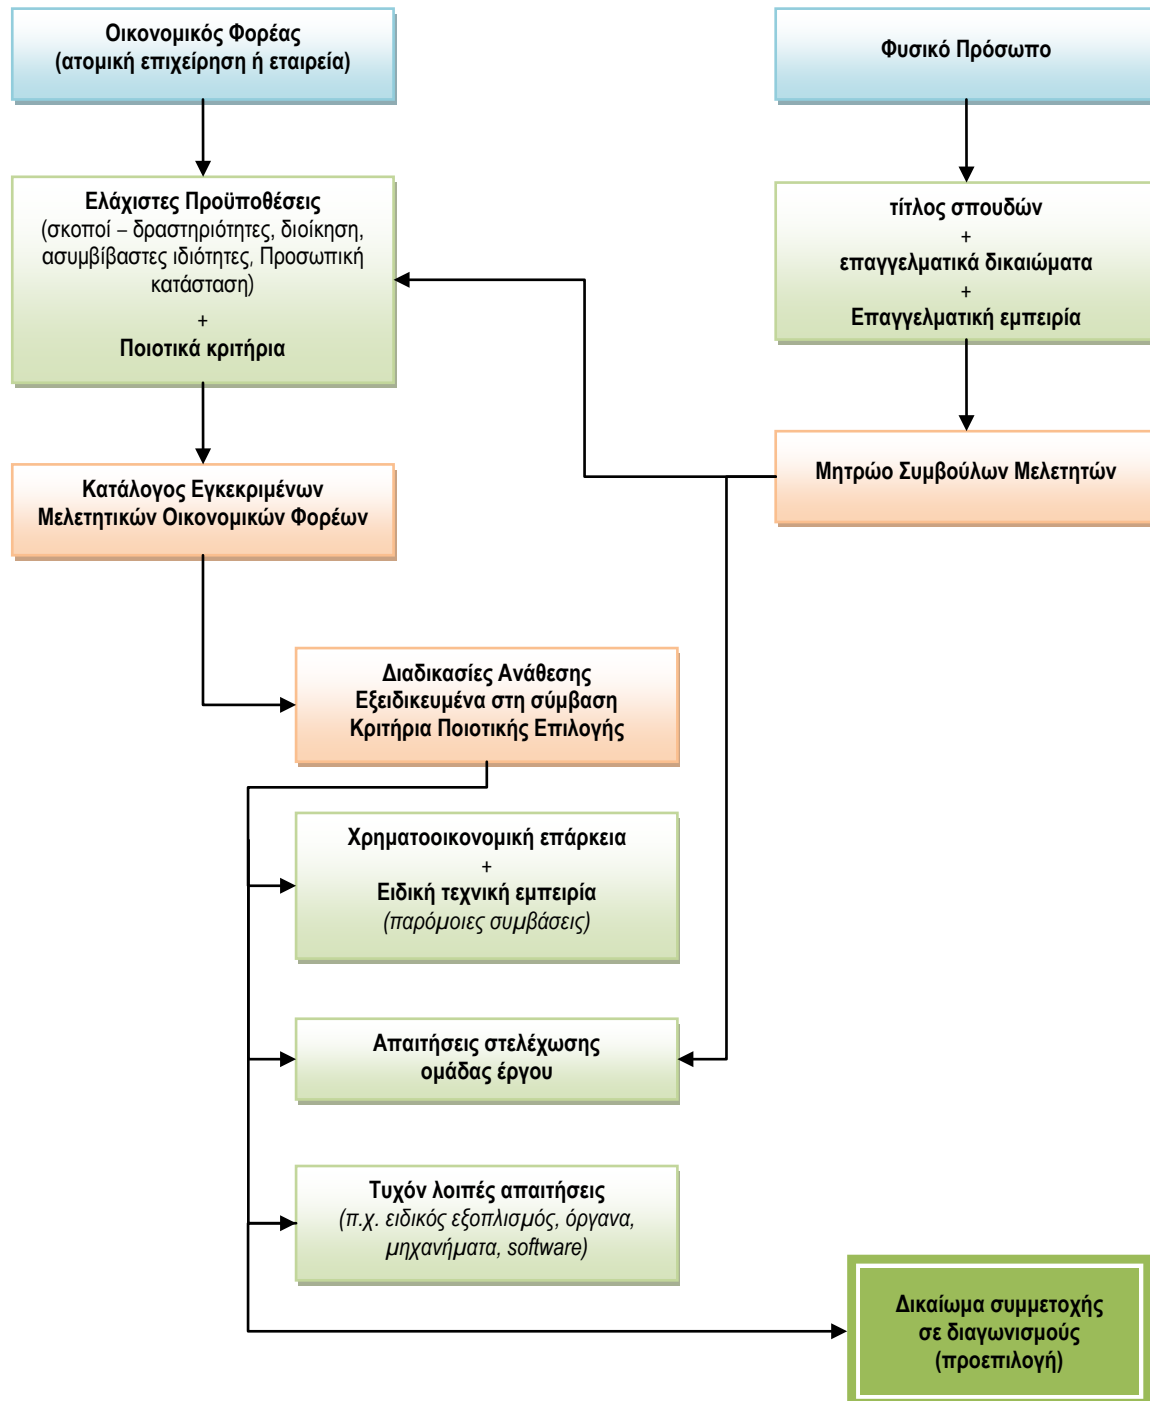 Οικονομικός Φορέας
(ατομική επιχείρηση ή εταιρεία)
Φυσικό Πρόσωπο
Ελάχιστες Προϋποθέσεις
(σκοποί – δραστηριότητες, διοίκηση,
ασυμβίβαστες ιδιότητες, Προσωπική
κατάσταση)
+
Ποιοτικά κριτήρια
τίτλος σπουδών
+
επαγγελματικά δικαιώματα
+
Επαγγελματική εμπειρία
Κατάλογος Εγκεκριμένων
Μελετητικών Οικονομικών Φορέων
Μητρώο Συμβούλων Μελετητών
Διαδικασίες Ανάθεσης
Εξειδικευμένα στη σύμβαση
Κριτήρια Ποιοτικής Επιλογής
Χρηματοοικονομική επάρκεια
+
Ειδική τεχνική εμπειρία
(παρόμοιες συμβάσεις)
Απαιτήσεις στελέχωσης
ομάδας έργου
Τυχόν λοιπές απαιτήσεις
(π.χ. ειδικός εξοπλισμός, όργανα,
μηχανήματα, software)
Δικαίωμα συμμετοχής
σε διαγωνισμούς
(προεπιλογή)